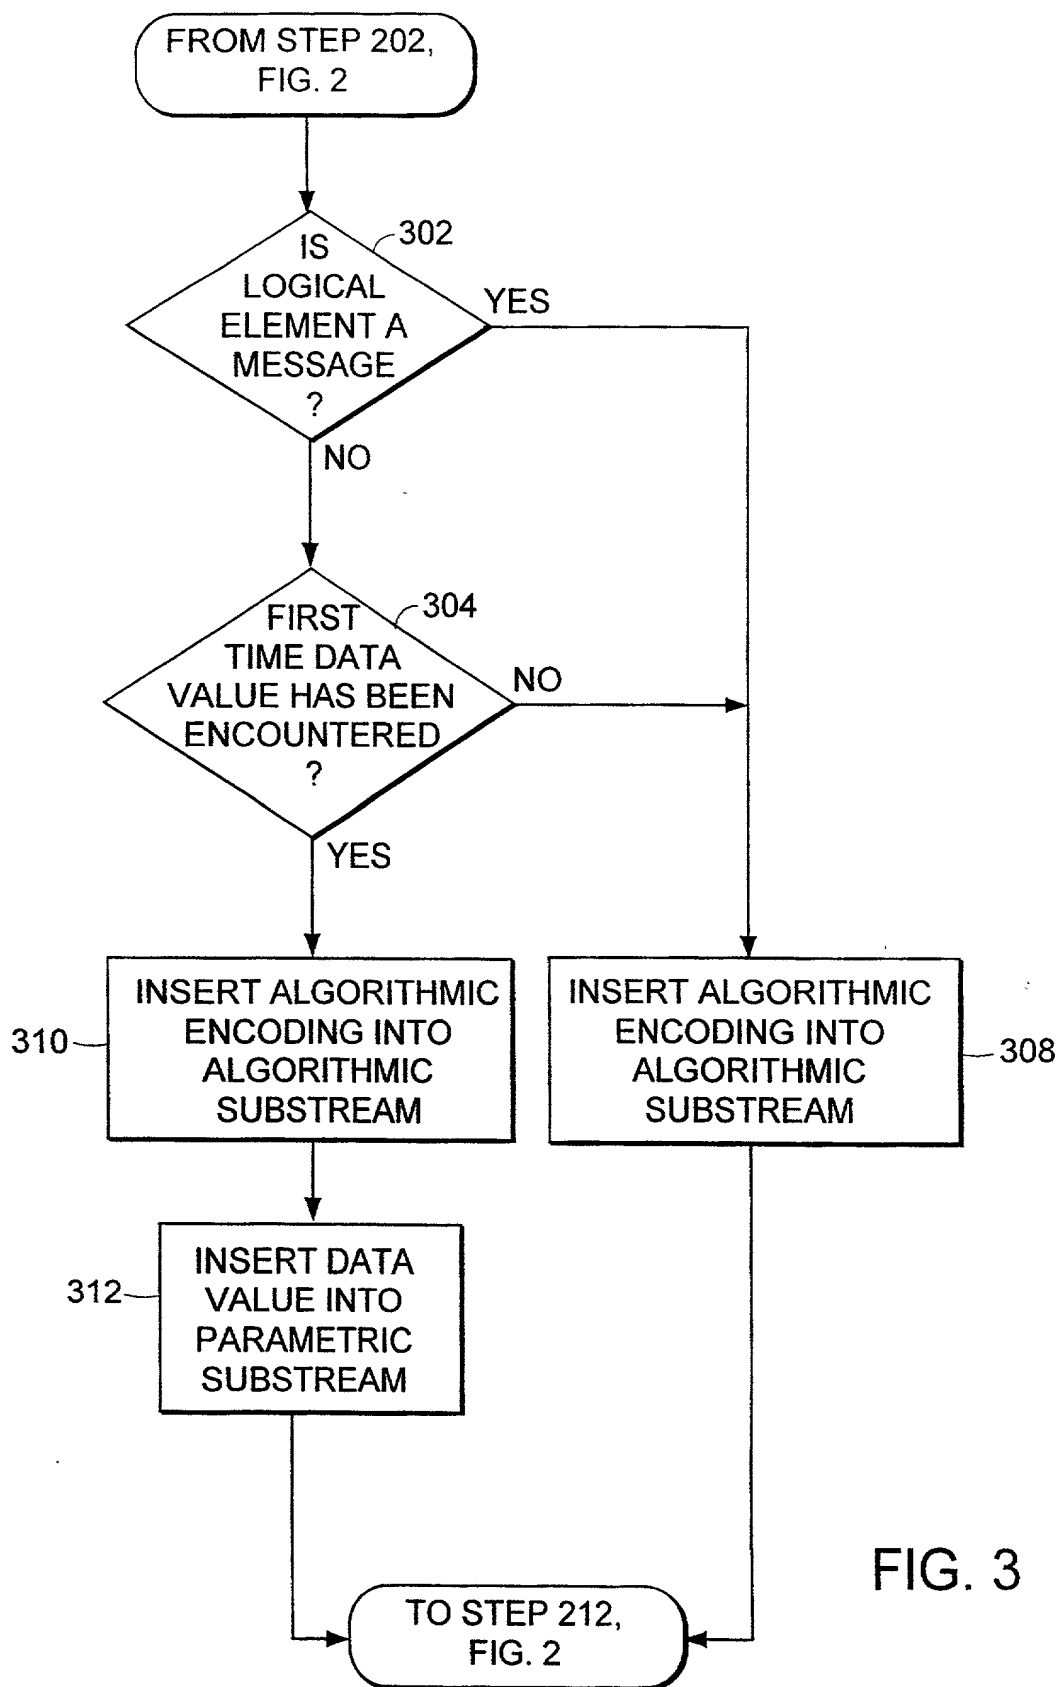 FROM STEP 202,
FIG. 2
302
IS
LOGICAL
ELEMENT A
MESSAGE
?
YES
NO
304
FIRST
TIME DATA
VALUE HAS BEEN
ENCOUNTERED
?
NO
YES
310
INSERT ALGORITHMIC
ENCODING INTO
ALGORITHMIC
SUBSTREAM
INSERT ALGORITHMIC
ENCODING INTO
ALGORITHMIC
SUBSTREAM
308
312
INSERT DATA
VALUE INTO
PARAMETRIC
SUBSTREAM
FIG. 3
TO STEP 212,
FIG. 2